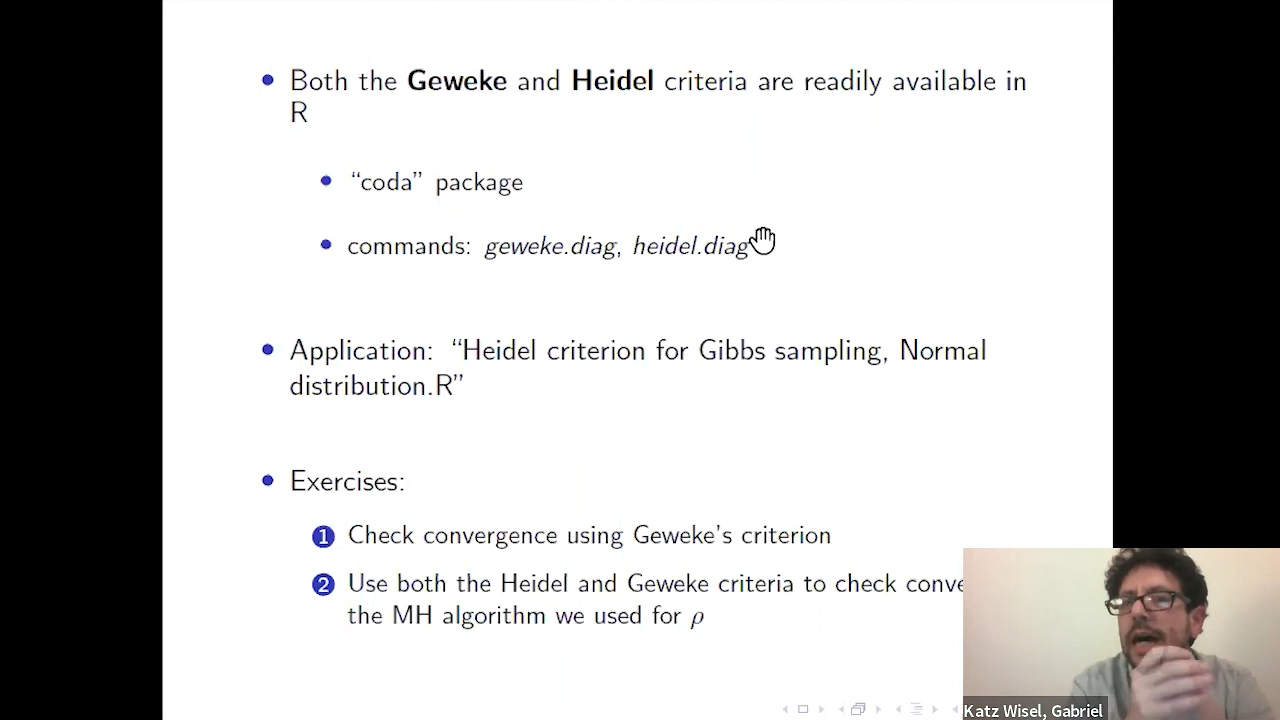 Both the Geweke and Heidel criteria are readily available in
R
“coda” package
commands: geweke.diag, heidel.diag
Application: “Heidel criterion for Gibbs sampling, Normal
distribution.R”
Exercises:
1 Check convergence using Geweke’s criterion
2 Use both the Heidel and Geweke criteria to check conve
the MH algorithm we used for ρ
Katz Wisel, Gabriel